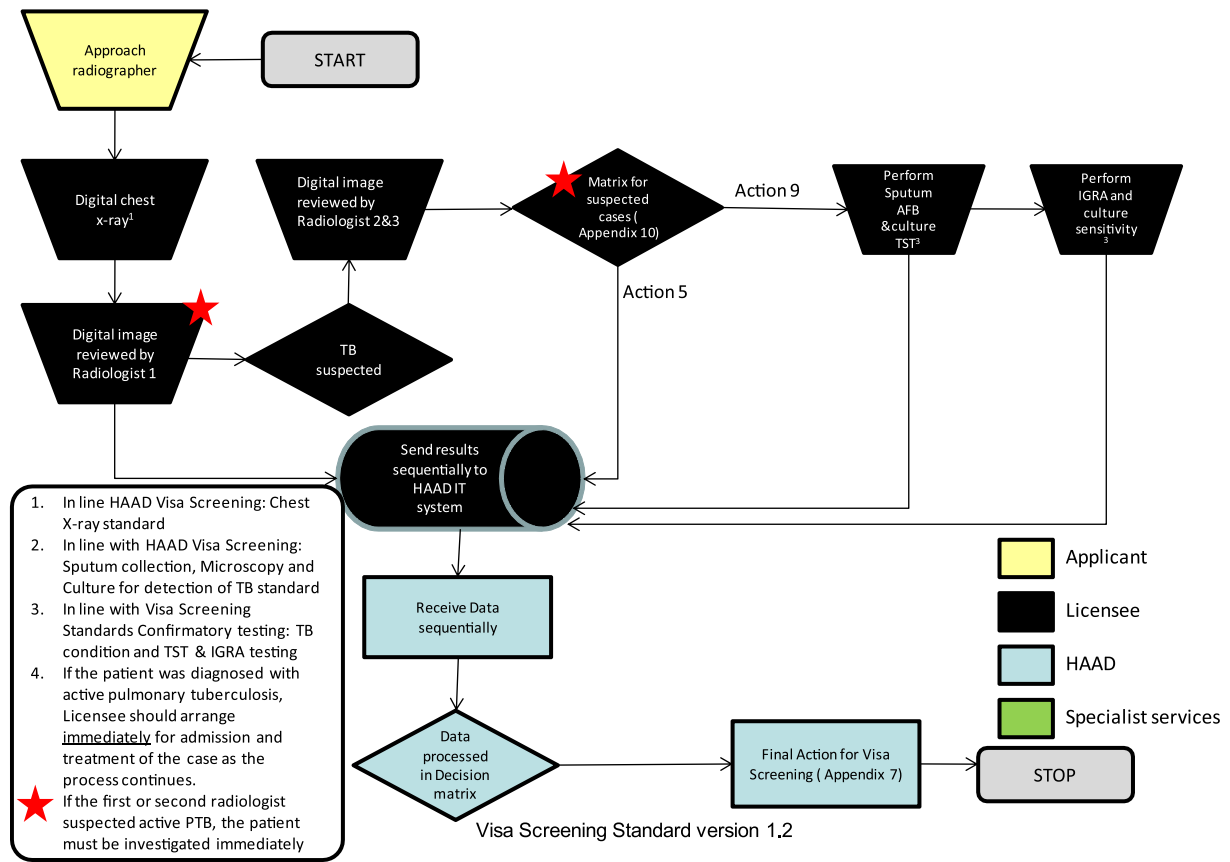 Approach
radiographer
START
Digital chest
x-ray1
Digital image
reviewed by
Radiologist 2&3
Matrix for
suspected
cases (
Appendix 10)
Action 9
Perform
Sputum
AFB
&culture
TST3
Perform
IGRA and
culture
sensitivity
3
Action 5
Digital image
reviewed by
Radiologist 1
TB
suspected
Send results
sequentially to
HAAD IT
system
1. In line HAAD Visa Screening: Chest
X-ray standard
2. In line with HAAD Visa Screening:
Sputum collection, Microscopy and
Culture for detection of TB standard
3. In line with Visa Screening
Standards Confirmatory testing: TB
condition and TST & IGRA testing
4. If the patient was diagnosed with
active pulmonary tuberculosis,
Licensee should arrange
immediately for admission and
treatment of the case as the
process continues.
If the first or second radiologist
suspected active PTB, the patient
must be investigated immediately
Receive Data
sequentially
Data
processed
in Decision
matrix
Final Action for Visa
Screening ( Appendix 7)
STOP
Applicant
Licensee
HAAD
Specialist services
Visa Screening Standard version 1.2